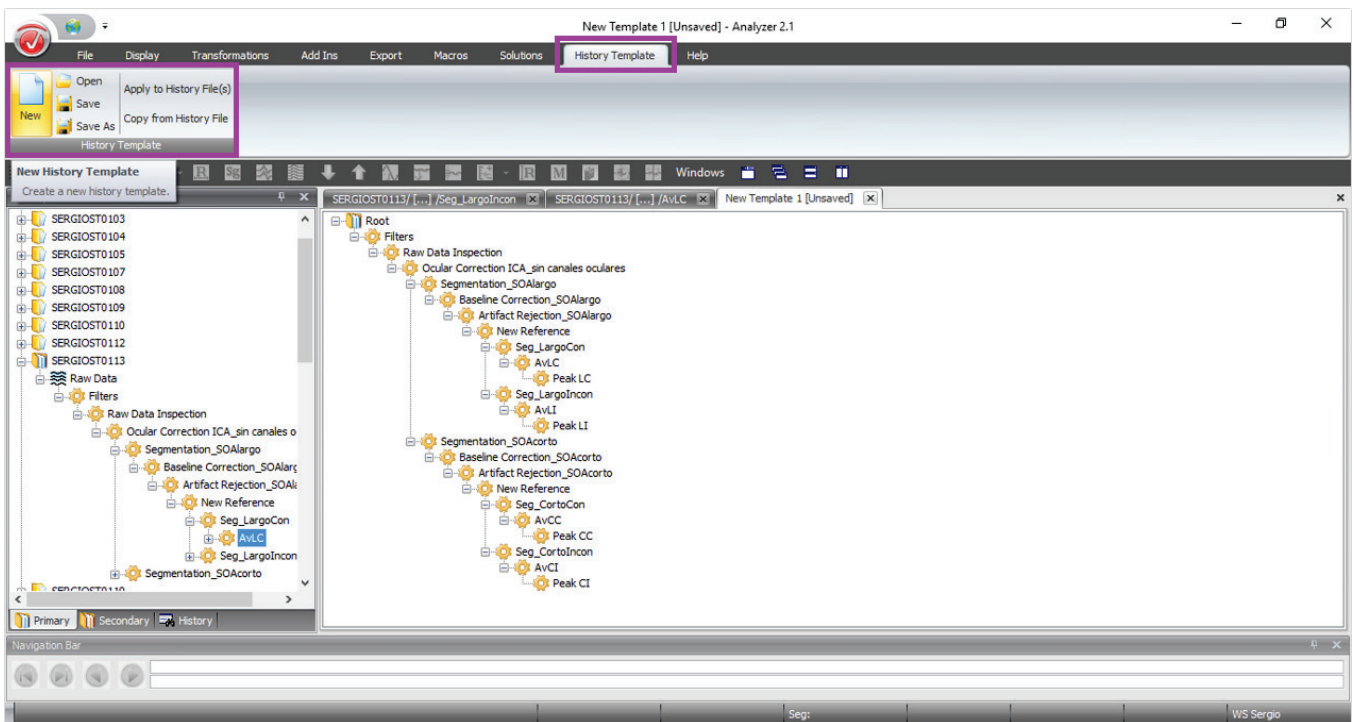 New Template 1 [Unsaved] - Analyzer 2.1
File Display Transformations Add Ins Export Macros Solutions History Template Help
New
Open
Save
Save As
Apply to History File(s)
Copy from History File
History Template
New History Template
Create a new history template.
R Sg R M Windows
SERGIOST0113/ [...] /Seg_LargoIncon
SERGIOST0113/ [...] /AvLC
New Template 1 [Unsaved]
SERGIOST0103
SERGIOST0104
SERGIOST0105
SERGIOST0107
SERGIOST0108
SERGIOST0109
SERGIOST0110
SERGIOST0112
SERGIOST0113
Raw Data
Filters
Raw Data Inspection
Ocular Correction ICA_sin canales o
Segmentation_SOAlargo
Baseline Correction_SOAlarg
Artifact Rejection_SOAla
New Reference
Seg_LargoCon
AvLC
Seg_LargoIncon
Segmentation_SOAcorto
Primary Secondary History
Root
Filters
Raw Data Inspection
Ocular Correction ICA_sin canales oculares
Segmentation_SOAlargo
Baseline Correction_SOAlargo
Artifact Rejection_SOAlargo
New Reference
Seg_LargoCon
AvLC
Peak LC
Seg_LargoIncon
AvLI
Peak LI
Segmentation_SOAcorto
Baseline Correction_SOAcorto
Artifact Rejection_SOAcorto
New Reference
Seg_CortoCon
AvCC
Peak CC
Seg_CortoIncon
AvCI
Peak CI
Navigation Bar
Seg:
WS Sergio